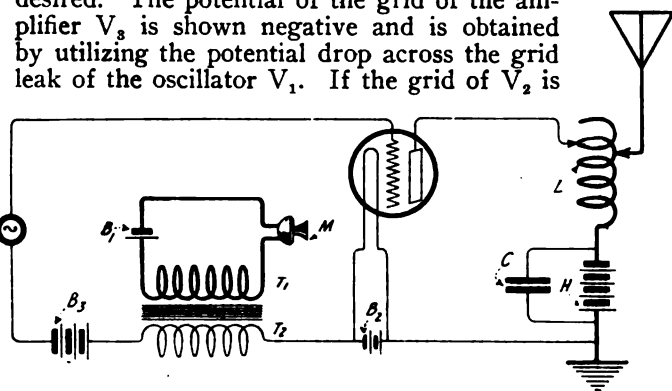 desired. The potential of the grid of the am-
plifier V₃ is shown negative and is obtained
by utilizing the potential drop across the grid
leak of the oscillator V₁. If the grid of V₂ is
B₁
M
T₁
T₂
B₃
B₂
L
C
H